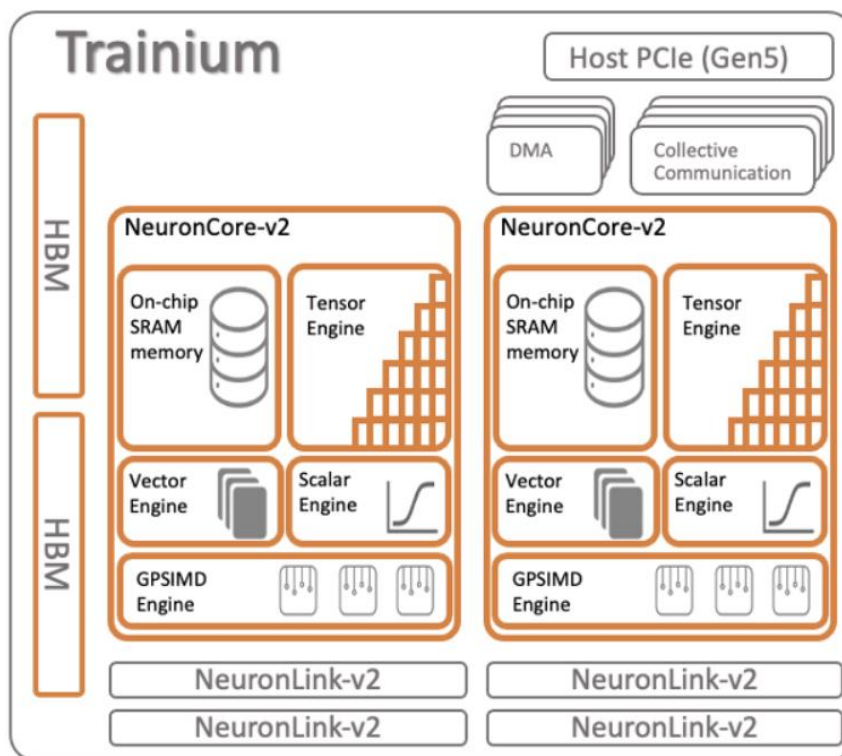 Trainium
Host PCIe (Gen5)
DMA
Collective
Communication
HBM
HBM
NeuronCore-v2
On-chip
SRAM
memory
Tensor
Engine
Vector
Engine
Scalar
Engine
GPSIMD
Engine
NeuronCore-v2
On-chip
SRAM
memory
Tensor
Engine
Vector
Engine
Scalar
Engine
GPSIMD
Engine
NeuronLink-v2
NeuronLink-v2
NeuronLink-v2
NeuronLink-v2